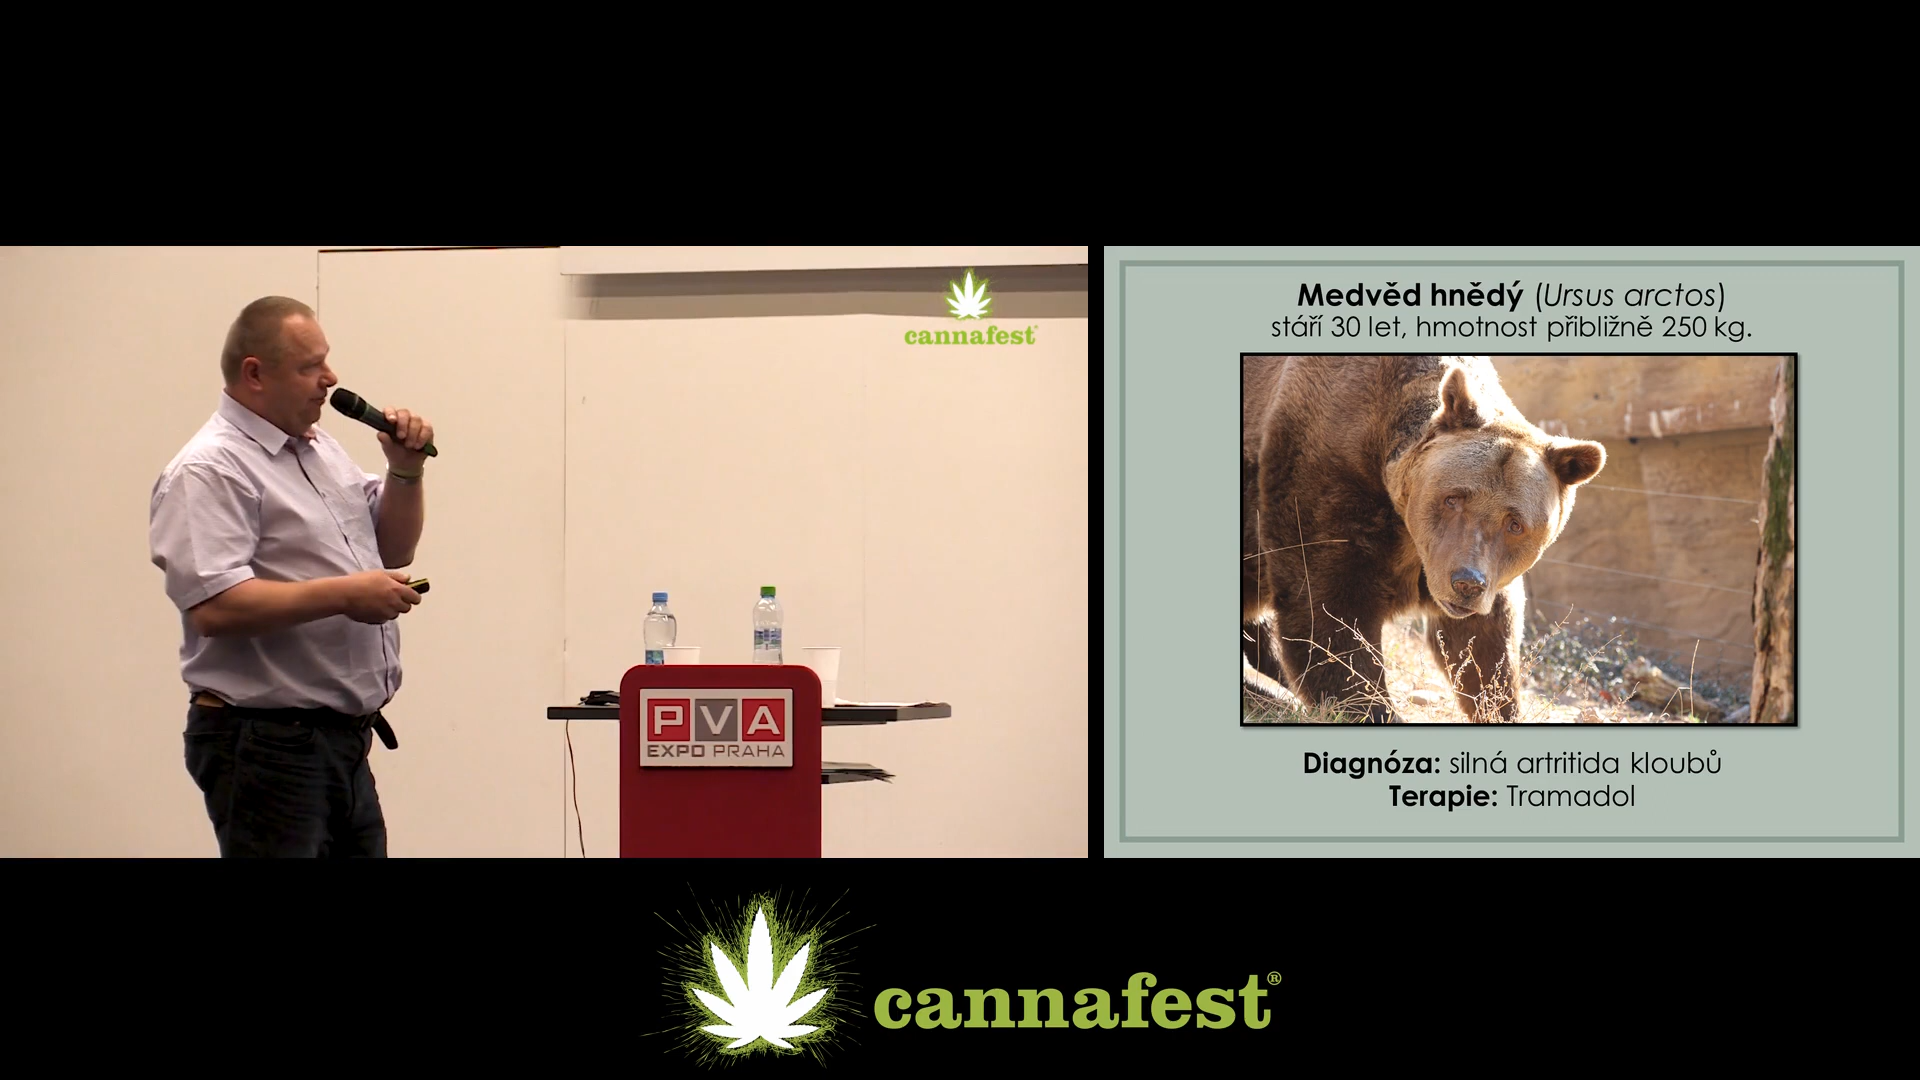 cannafest
PVA
EXPO PRAHA
Medvěd hnědý (Ursus arctos)
stáří 30 let, hmotnost přibližně 250 kg.
Diagnóza: silná artritida kloubů
Terapie: Tramadol
cannafest®